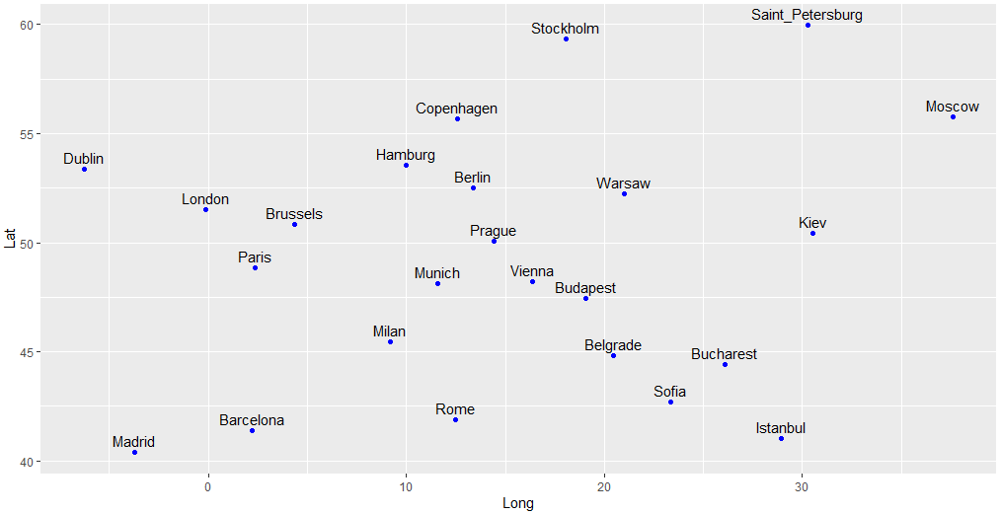 Saint_Petersburg
60
Stockholm
Copenhagen
Moscow
55
Dublin
Hamburg
Berlin
Warsaw
London
Brussels
Kiev
Prague
Lat
50
Paris
Munich
Vienna
Budapest
Milan
Belgrade
45
Bucharest
Sofia
Rome
Barcelona
Istanbul
Madrid
40
0 10 20 30
Long